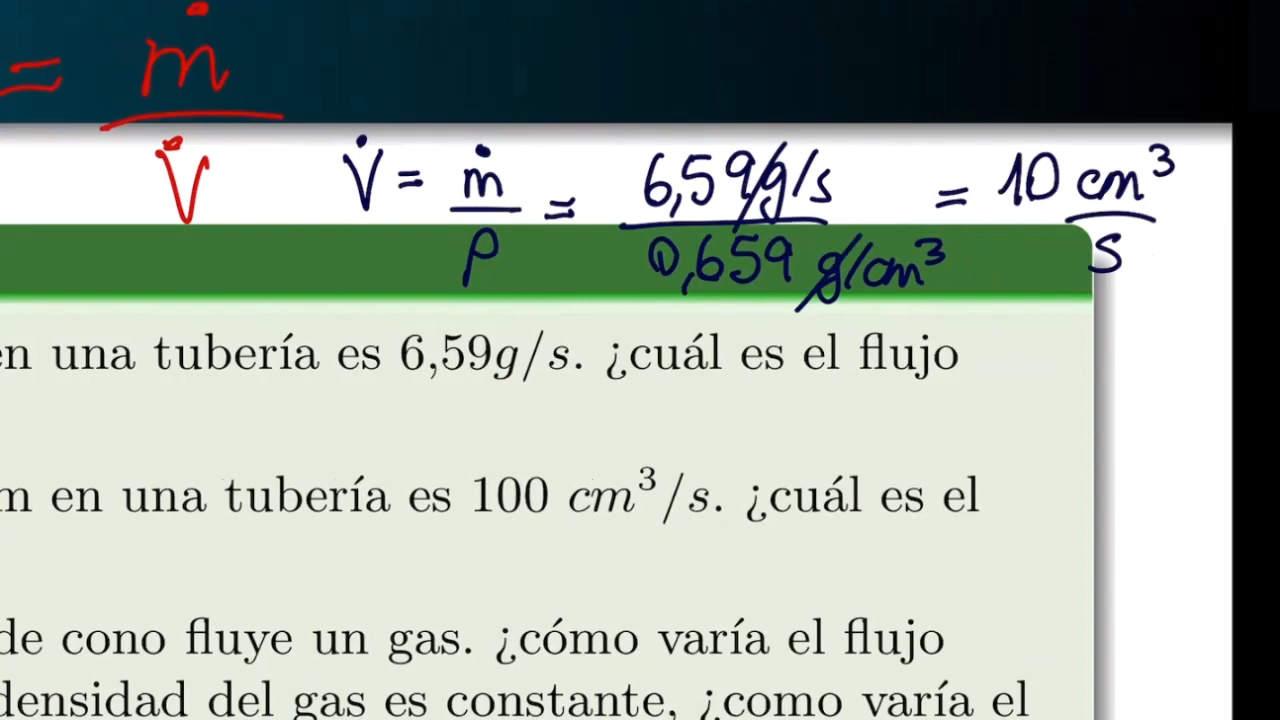 = ṁ / V̇
V̇ = ṁ / ρ = 6,59 g/s / 0,659 g/cm³ = 10 cm³ / s
en una tubería es 6,59g/s. ¿cuál es el flujo
m en una tubería es 100 cm³/s. ¿cuál es el
de cono fluye un gas. ¿cómo varía el flujo
densidad del gas es constante, ¿como varía el